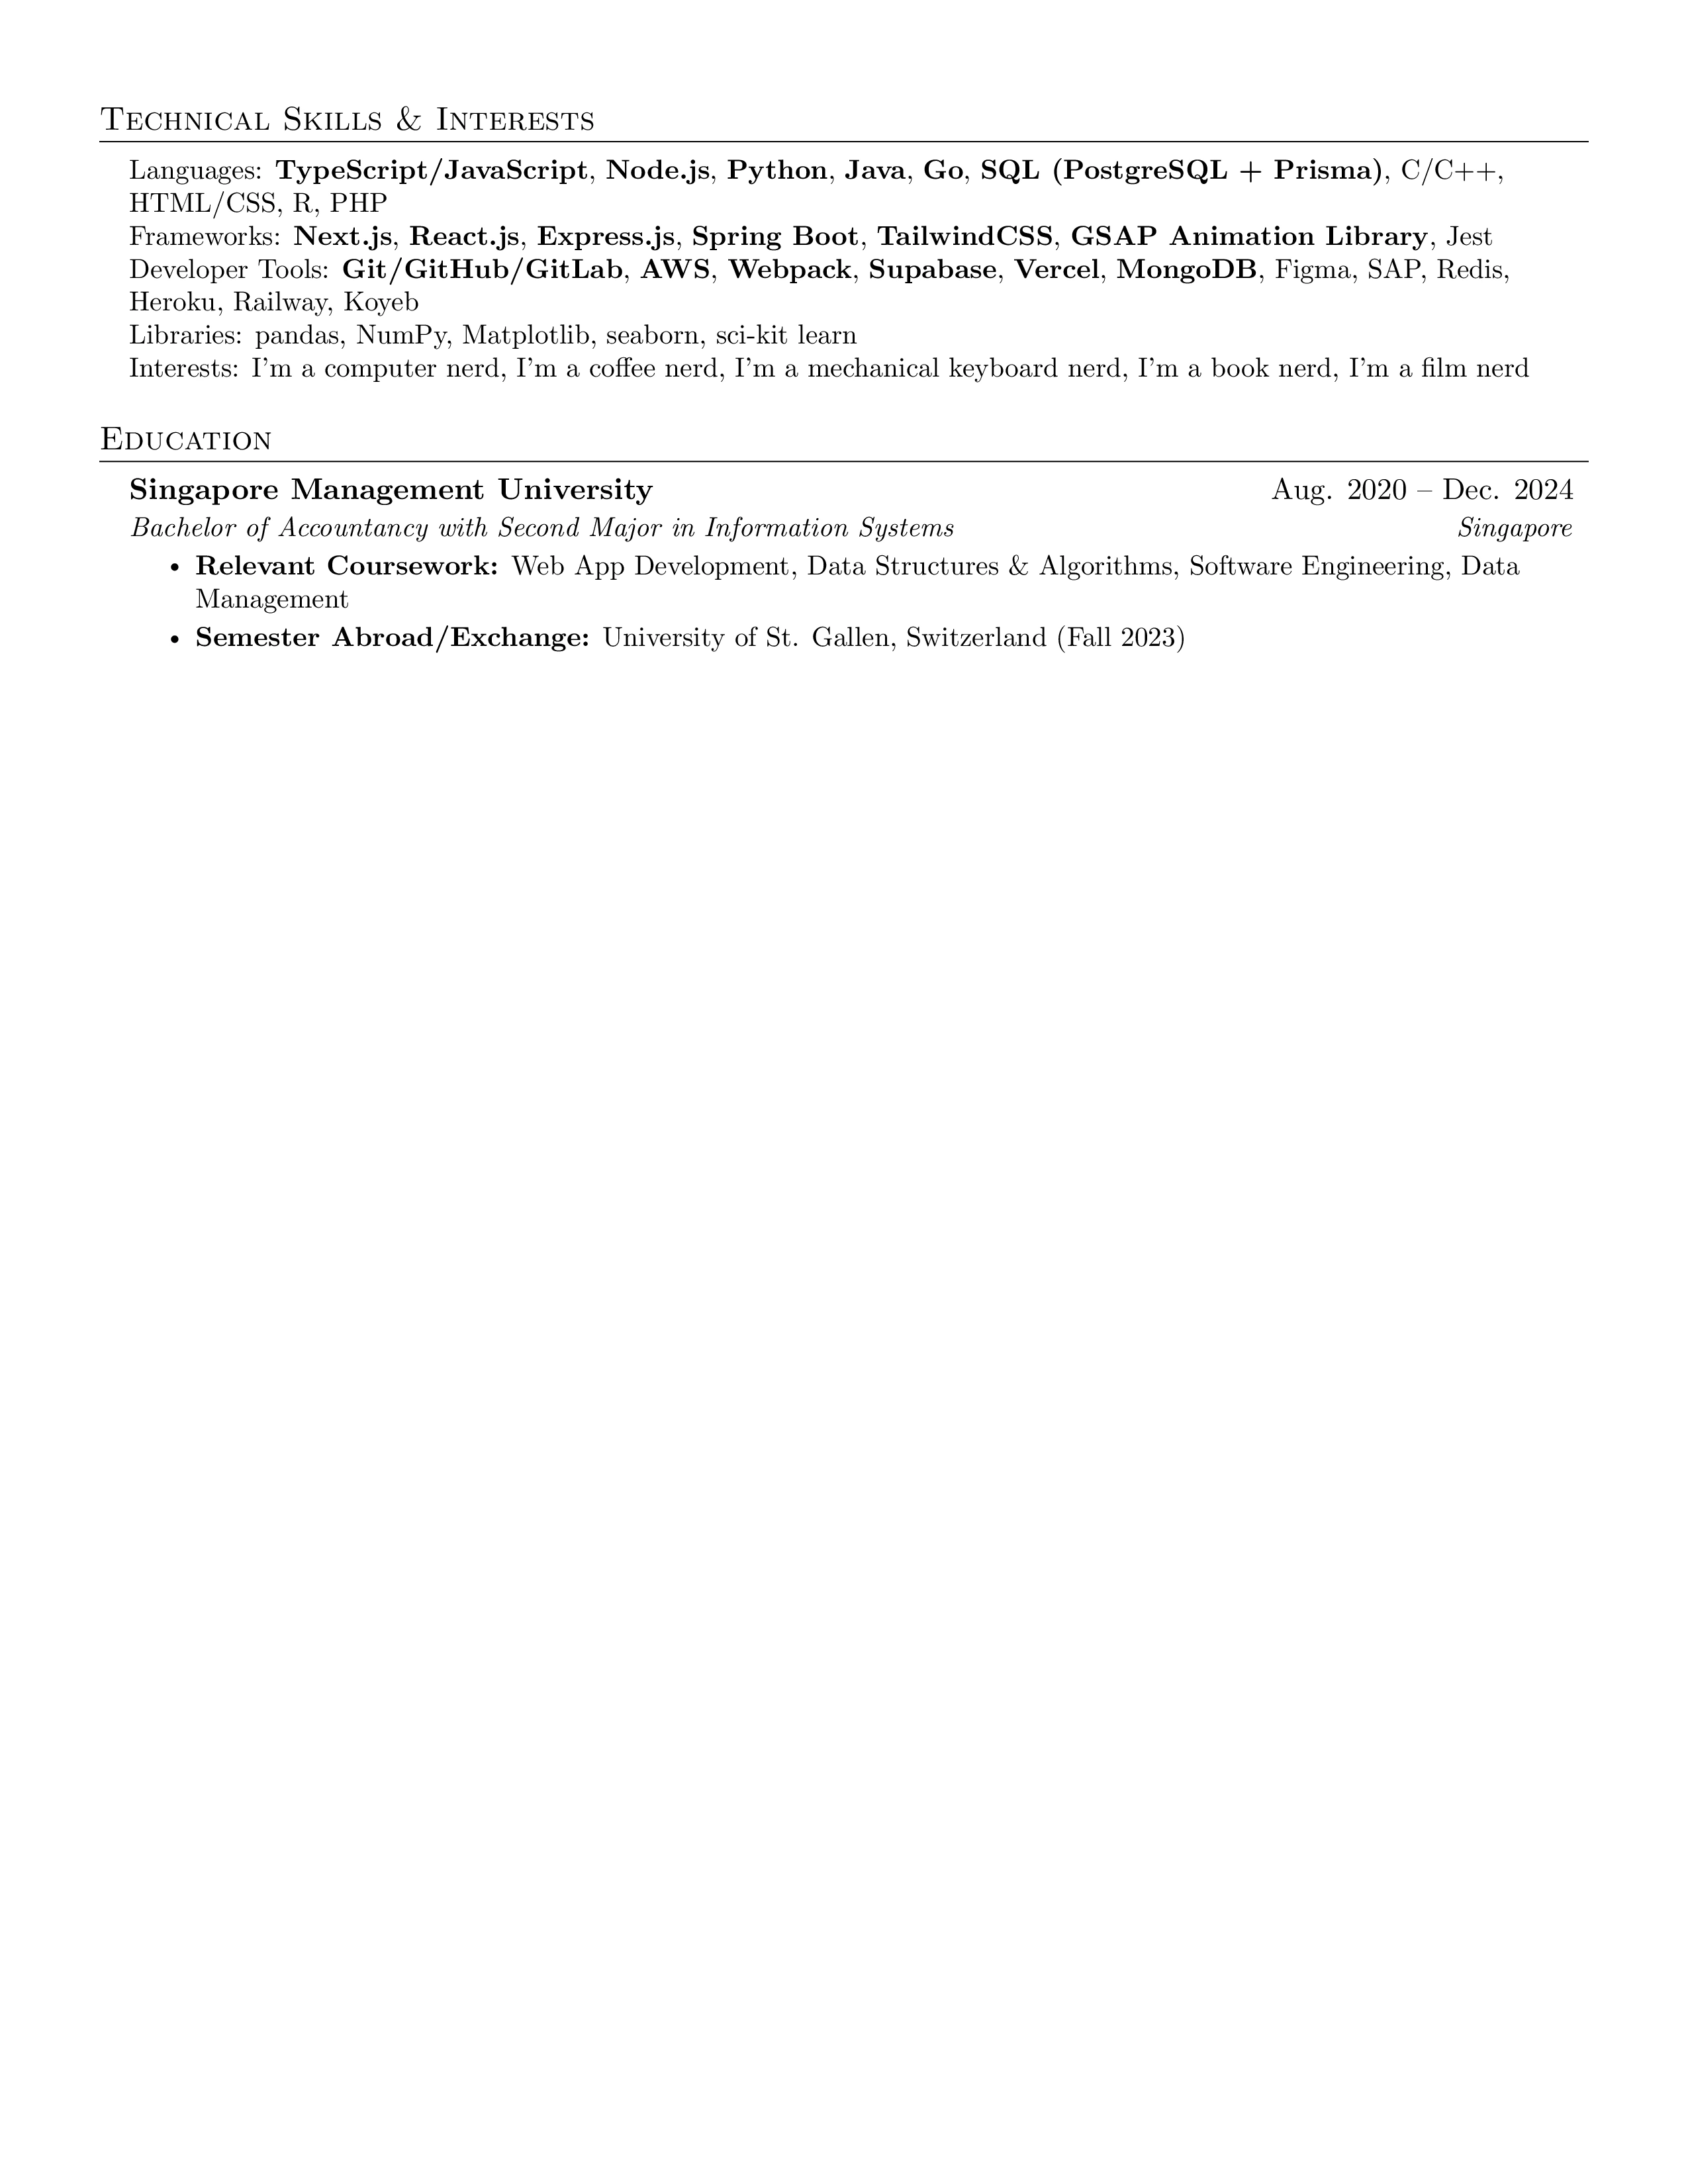 Technical Skills & Interests
Languages: TypeScript/JavaScript, Node.js, Python, Java, Go, SQL (PostgreSQL + Prisma), C/C++,
HTML/CSS, R, PHP
Frameworks: Next.js, React.js, Express.js, Spring Boot, TailwindCSS, GSAP Animation Library, Jest
Developer Tools: Git/GitHub/GitLab, AWS, Webpack, Supabase, Vercel, MongoDB, Figma, SAP, Redis,
Heroku, Railway, Koyeb
Libraries: pandas, NumPy, Matplotlib, seaborn, sci-kit learn
Interests: I'm a computer nerd, I'm a coffee nerd, I'm a mechanical keyboard nerd, I'm a book nerd, I'm a film nerd
Education
Singapore Management University Aug. 2020 – Dec. 2024
Bachelor of Accountancy with Second Major in Information Systems Singapore
• Relevant Coursework: Web App Development, Data Structures & Algorithms, Software Engineering, Data
Management
• Semester Abroad/Exchange: University of St. Gallen, Switzerland (Fall 2023)